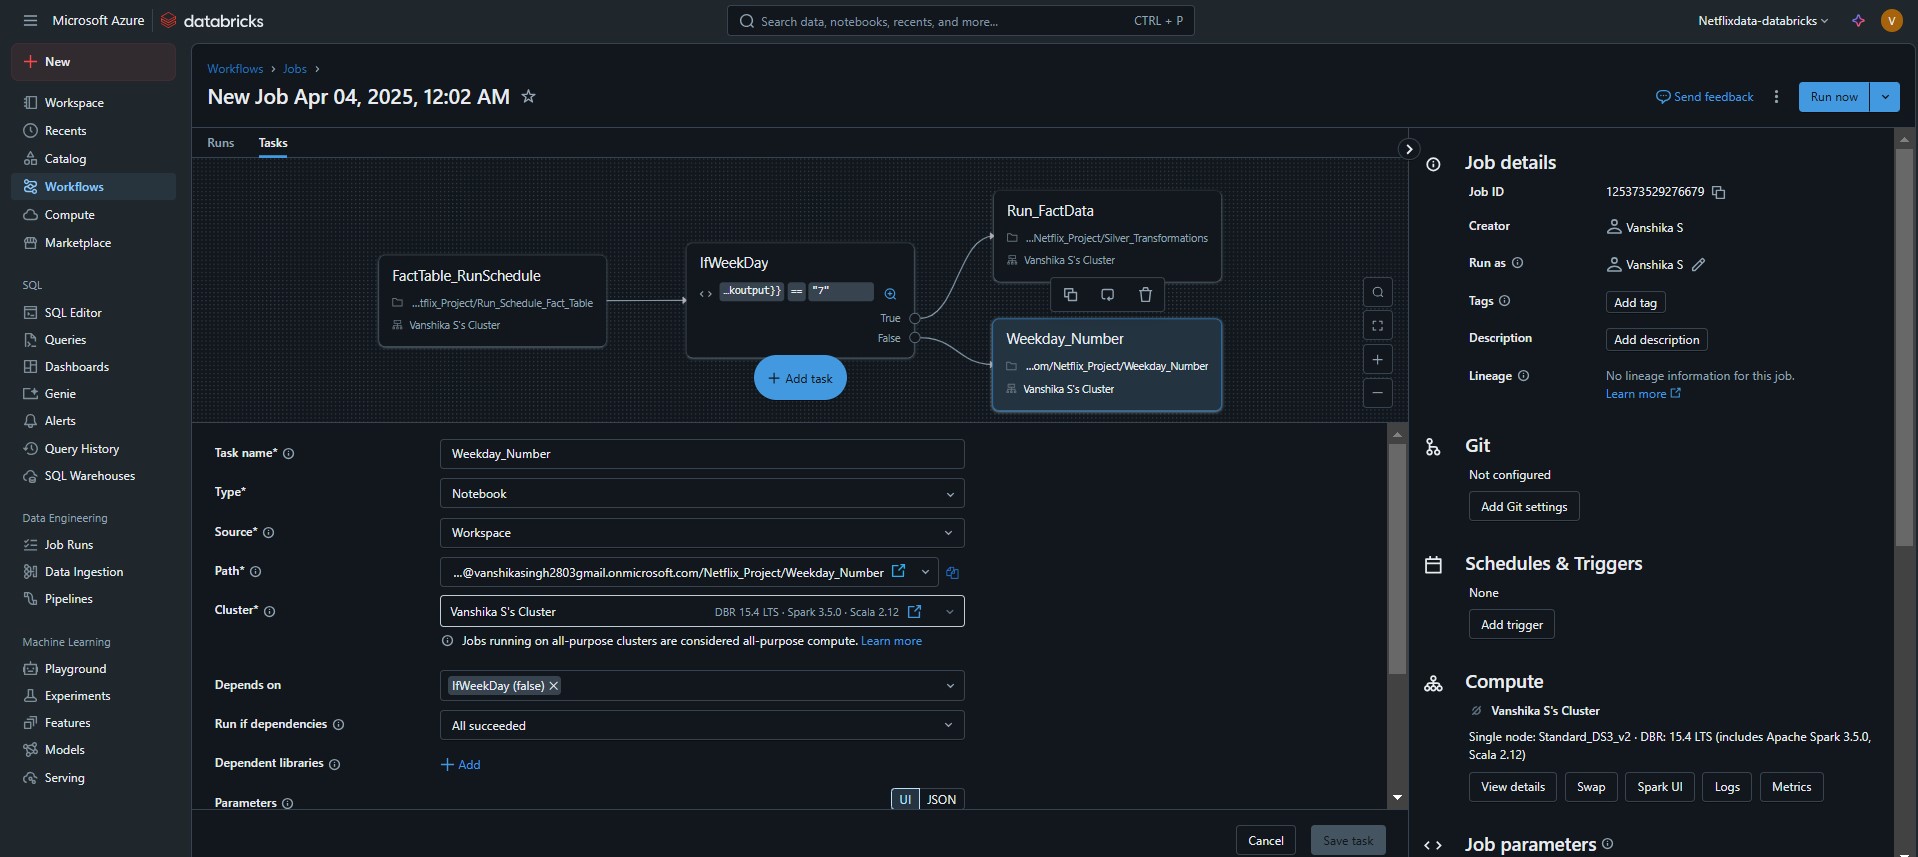 Microsoft Azure databricks
Search data, notebooks, recents, and more... CTRL + P
Netflixdata-databricks V
New
Workspace
Recents
Catalog
Workflows
Compute
Marketplace
SQL
SQL Editor
Queries
Dashboards
Genie
Alerts
Query History
SQL Warehouses
Data Engineering
Job Runs
Data Ingestion
Pipelines
Machine Learning
Playground
Experiments
Features
Models
Serving
Workflows > Jobs >
New Job Apr 04, 2025, 12:02 AM
Send feedback
Run now
Runs Tasks
FactTable_RunSchedule
...tflix_Project/Run_Schedule_Fact_Table
Vanshika S's Cluster
IfWeekDay
…koutput}} == "7"
True
False
Run_FactData
...Netflix_Project/Silver_Transformations
Vanshika S's Cluster
Weekday_Number
...om/Netflix_Project/Weekday_Number
Vanshika S's Cluster
+ Add task
Task name* Weekday_Number
Type* Notebook
Source* Workspace
Path* ...@vanshikasingh2803gmail.onmicrosoft.com/Netflix_Project/Weekday_Number
Cluster* Vanshika S's Cluster DBR 15.4 LTS · Spark 3.5.0 · Scala 2.12
Jobs running on all-purpose clusters are considered all-purpose compute. Learn more
Depends on IfWeekDay (false)
Run if dependencies All succeeded
Dependent libraries + Add
Parameters UI JSON
Cancel Save task
Job details
Job ID 125373529276679
Creator Vanshika S
Run as Vanshika S
Tags Add tag
Description Add description
Lineage No lineage information for this job.
Learn more
Git
Not configured
Add Git settings
Schedules & Triggers
None
Add trigger
Compute
Vanshika S's Cluster
Single node: Standard_DS3_v2 · DBR: 15.4 LTS (includes Apache Spark 3.5.0,
Scala 2.12)
View details Swap Spark UI Logs Metrics
Job parameters